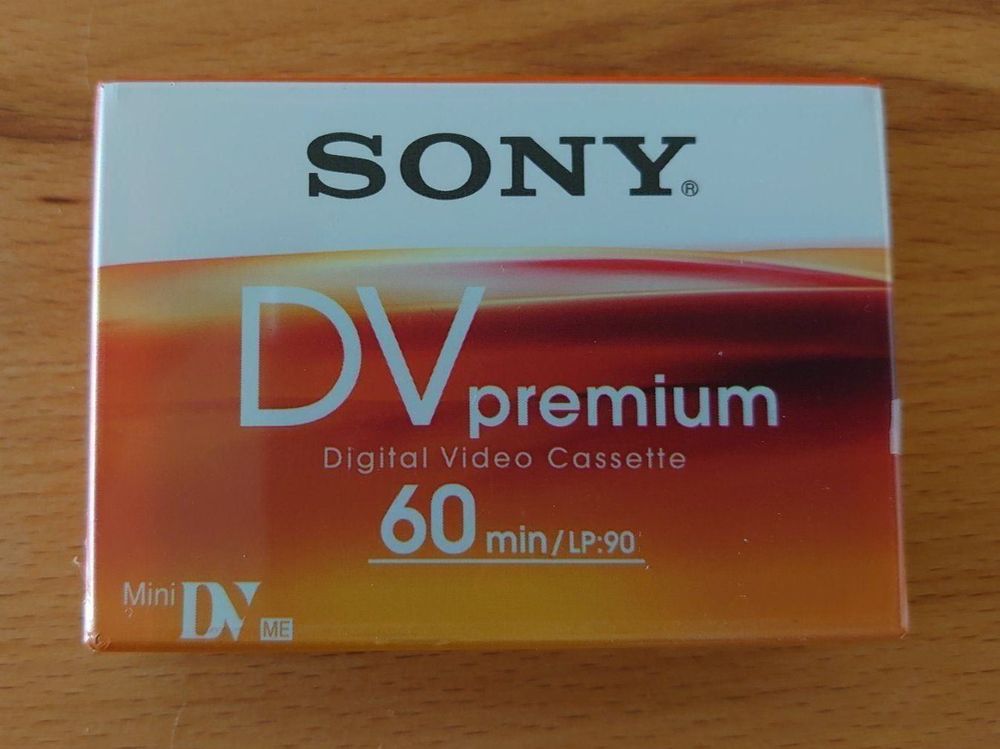 SONY®
DV premium
Digital Video Cassette
60 min/LP:90
Mini DV ME